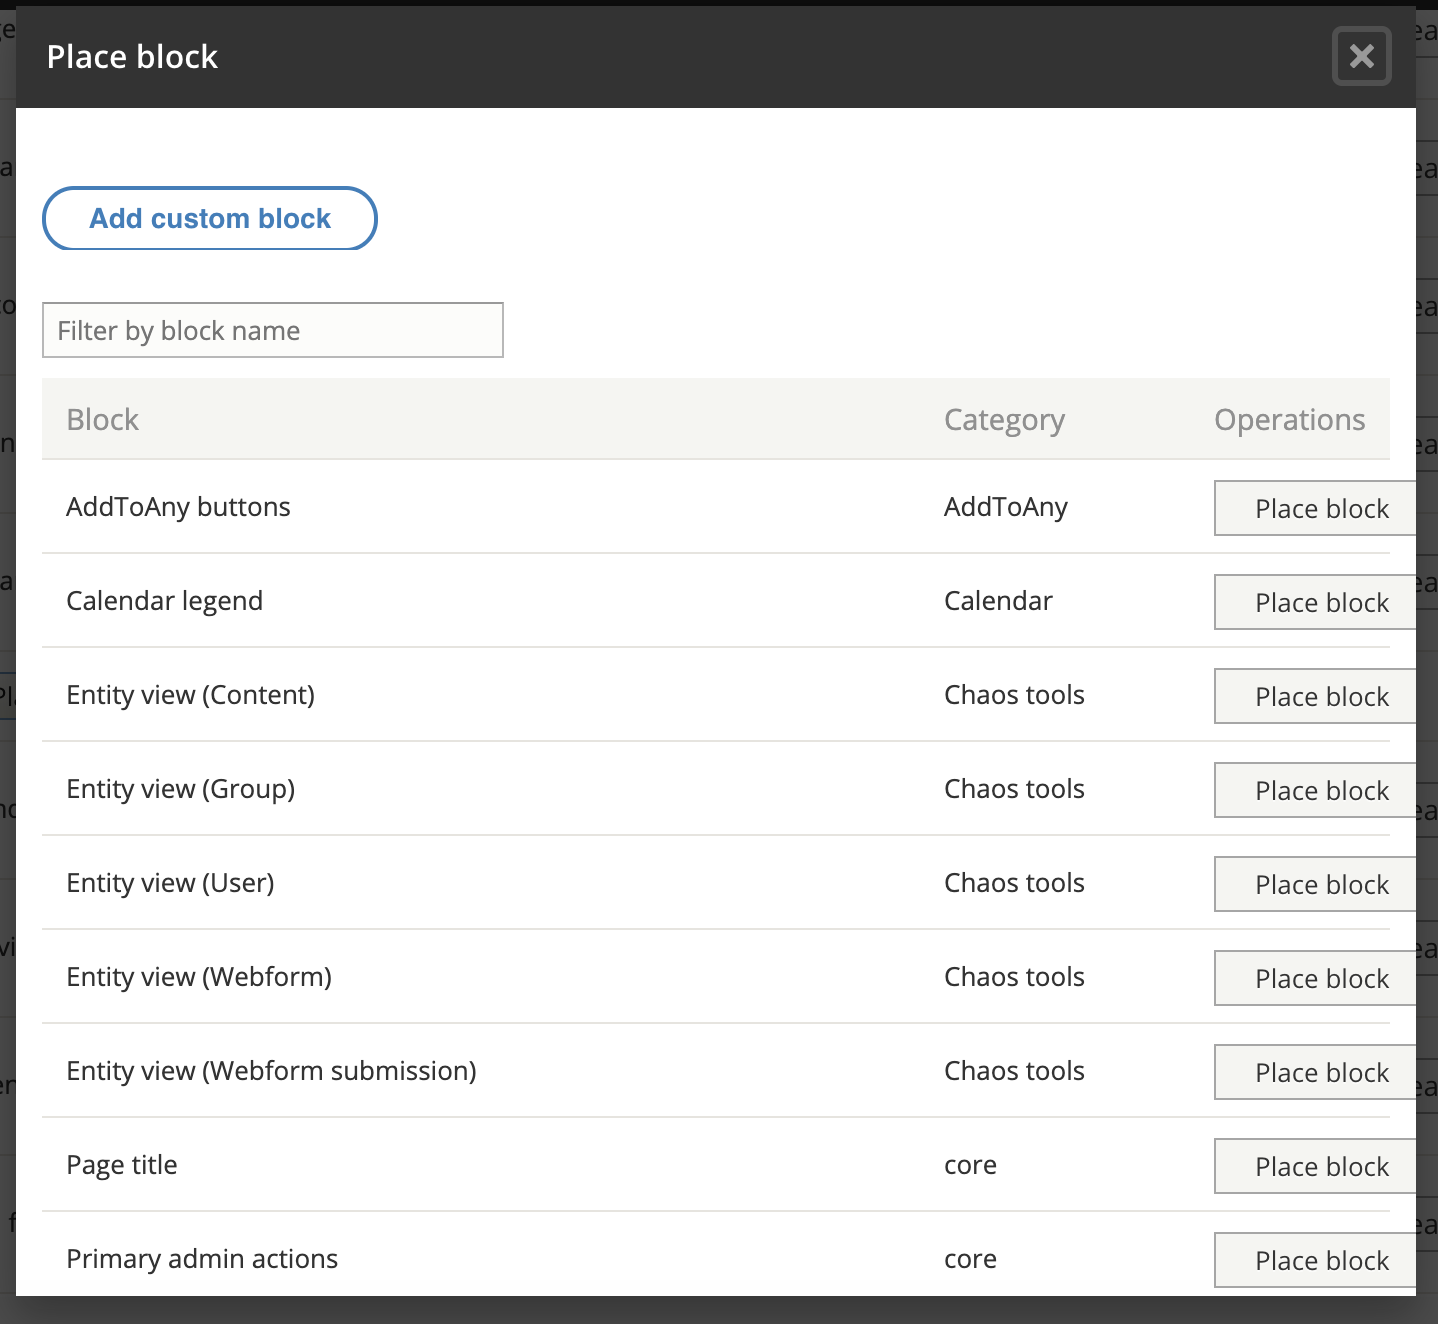 Place block
Add custom block
Filter by block name
Block Category Operations
AddToAny buttons AddToAny Place block
Calendar legend Calendar Place block
Entity view (Content) Chaos tools Place block
Entity view (Group) Chaos tools Place block
Entity view (User) Chaos tools Place block
Entity view (Webform) Chaos tools Place block
Entity view (Webform submission) Chaos tools Place block
Page title core Place block
Primary admin actions core Place block